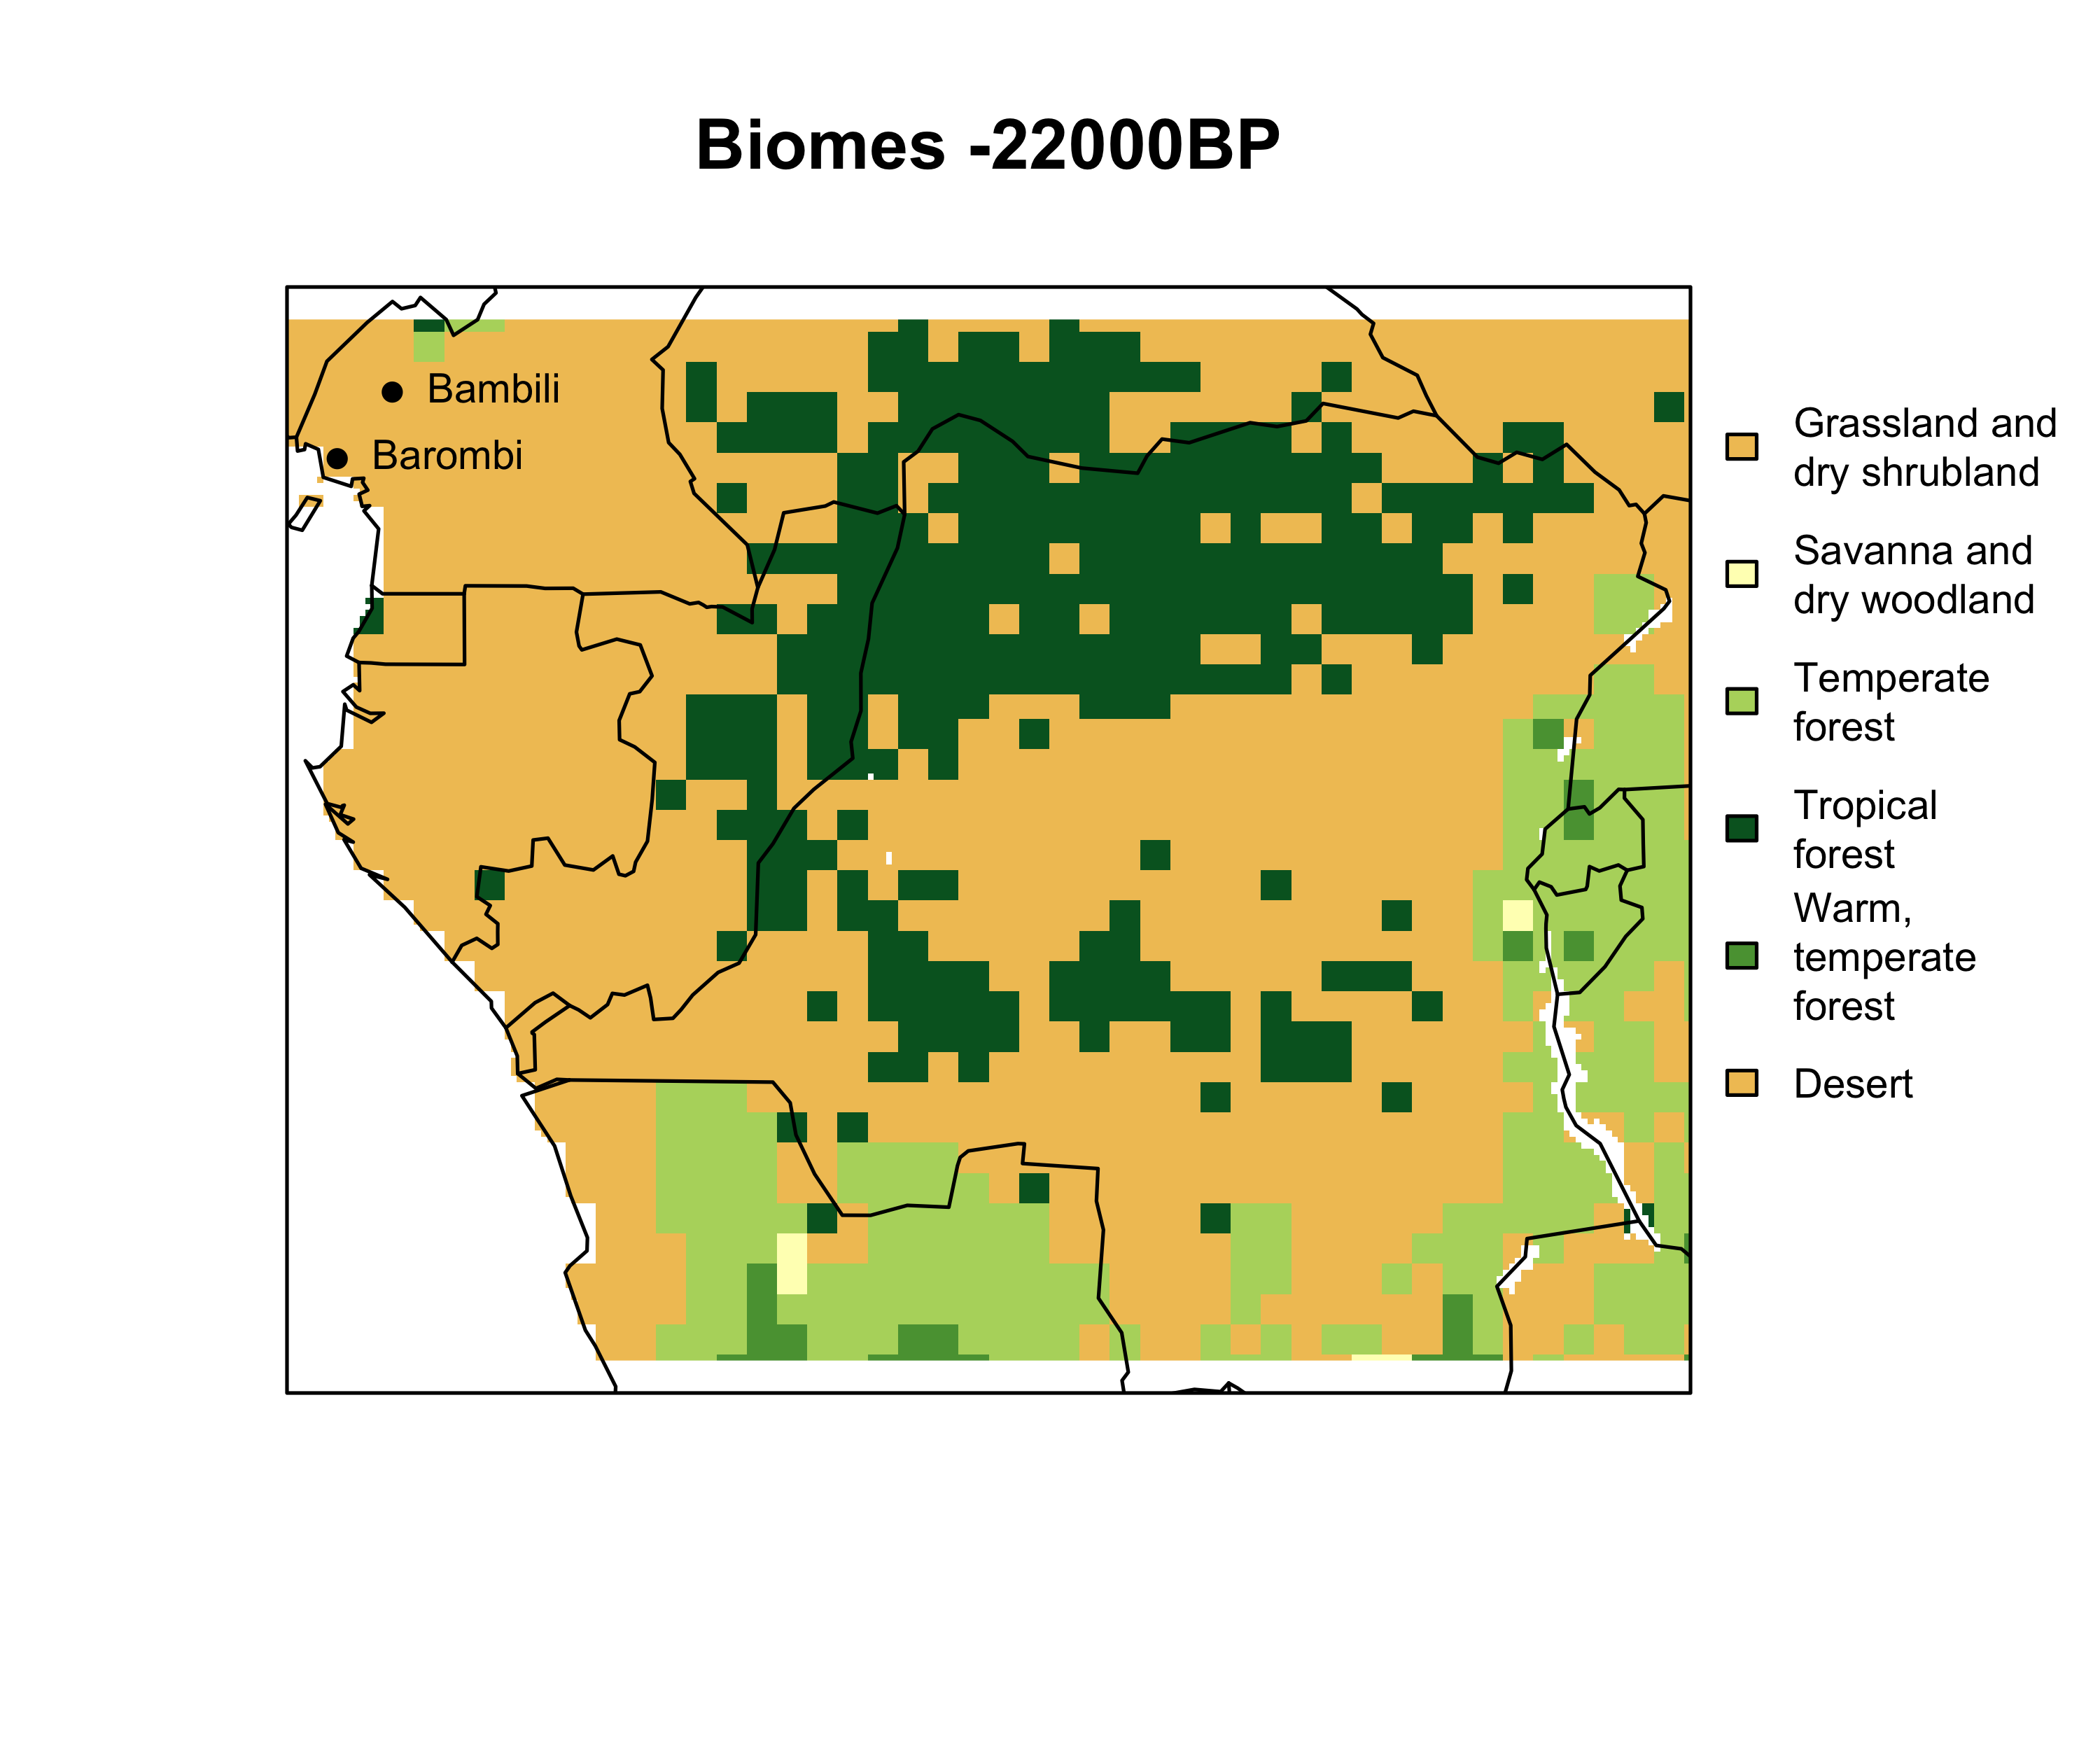 Biomes -22000BP
Bambili
Barombi
Grassland and
dry shrubland
Savanna and
dry woodland
Temperate
forest
Tropical
forest
Warm,
temperate
forest
Desert